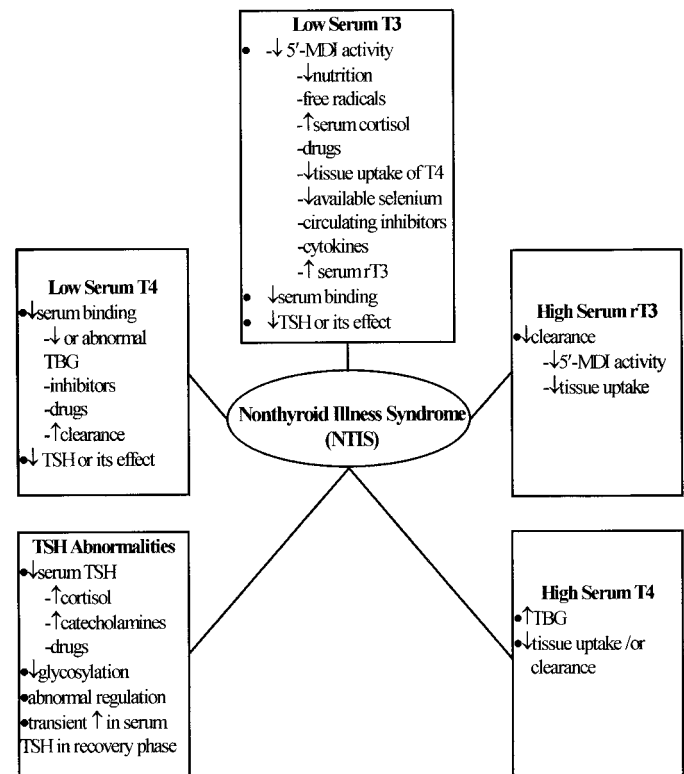 Low Serum T3
● -↓ 5′-MDI activity
-↓nutrition
-free radicals
-↑serum cortisol
-drugs
-↓tissue uptake of T4
-↓available selenium
-circulating inhibitors
-cytokines
-↑ serum rT3
● ↓serum binding
● ↓TSH or its effect
Low Serum T4
●↓serum binding
-↓ or abnormal
TBG
-inhibitors
-drugs
-↑clearance
●↓ TSH or its effect
High Serum rT3
●↓clearance
-↓5′-MDI activity
-↓tissue uptake
Nonthyroid Illness Syndrome
(NTIS)
TSH Abnormalities
●↓serum TSH
-↑cortisol
-↑catecholamines
-drugs
●↓glycosylation
●abnormal regulation
●transient ↑ in serum
TSH in recovery phase
High Serum T4
●↑TBG
●↓tissue uptake /or
clearance